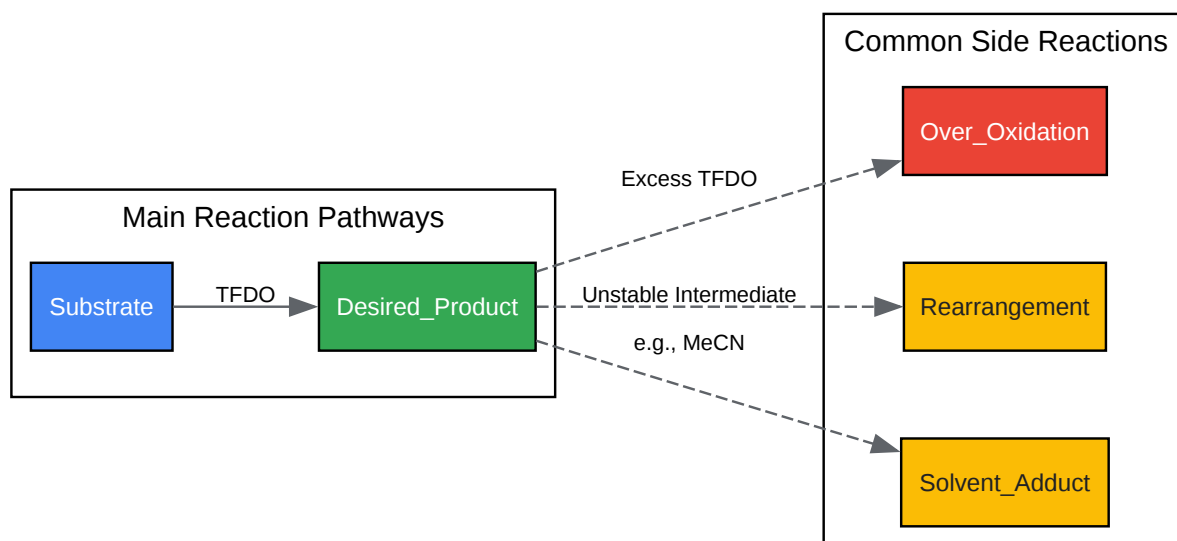 Common Side Reactions
Over_Oxidation
Excess TFDO
Main Reaction Pathways
Substrate
TFDO
Desired_Product
Unstable Intermediate
Rearrangement
e.g., MeCN
Solvent_Adduct